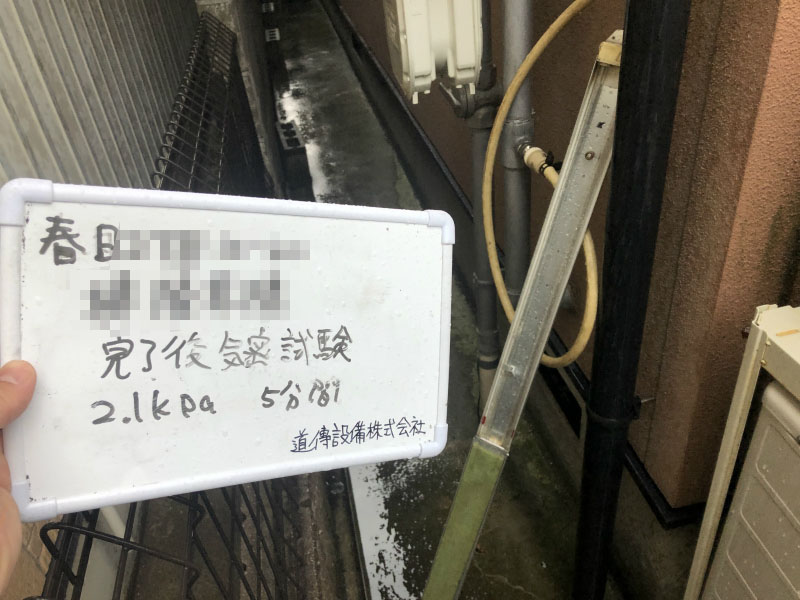 春日
完了後気密試験
2.1kPa 5分間
道傳設備株式会社